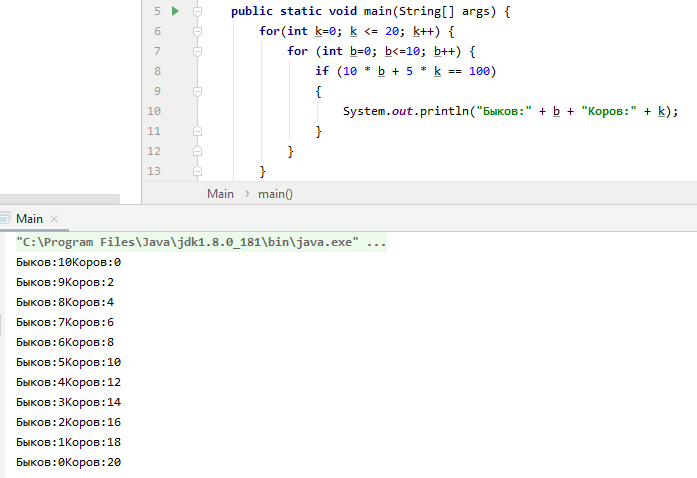 5 public static void main(String[] args) {
6 for(int k=0; k <= 20; k++) {
7 for (int b=0; b<=10; b++) {
8 if (10 * b + 5 * k == 100)
9 {
10 System.out.println("Быков:" + b + "Коров:" + k);
11 }
12 }
13 }
Main > main()
Main ×
"C:\Program Files\Java\jdk1.8.0_181\bin\java.exe" ...
Быков:10Коров:0
Быков:9Коров:2
Быков:8Коров:4
Быков:7Коров:6
Быков:6Коров:8
Быков:5Коров:10
Быков:4Коров:12
Быков:3Коров:14
Быков:2Коров:16
Быков:1Коров:18
Быков:0Коров:20